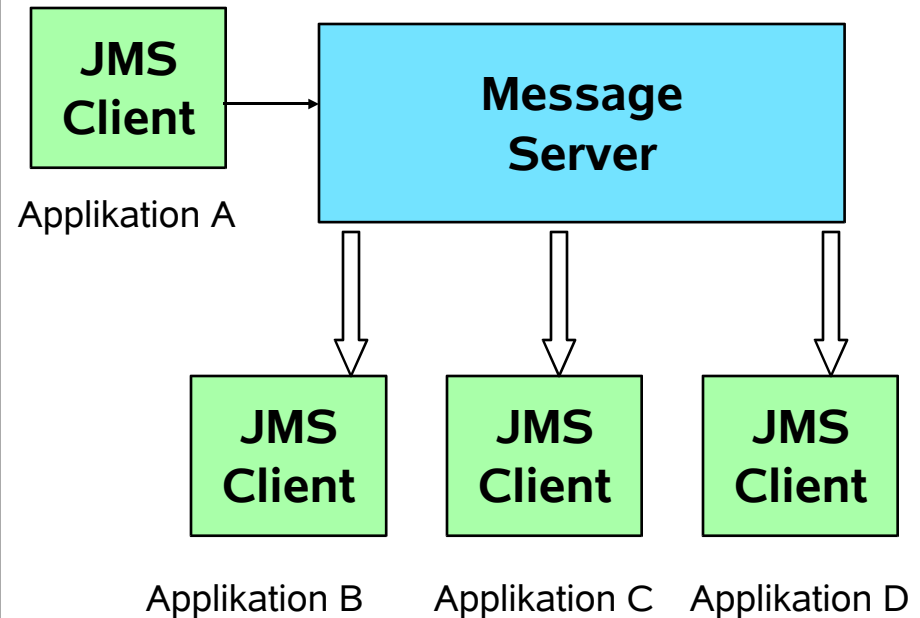 JMS
Client
Message
Server
Applikation A
JMS
Client
JMS
Client
JMS
Client
Applikation B
Applikation C
Applikation D